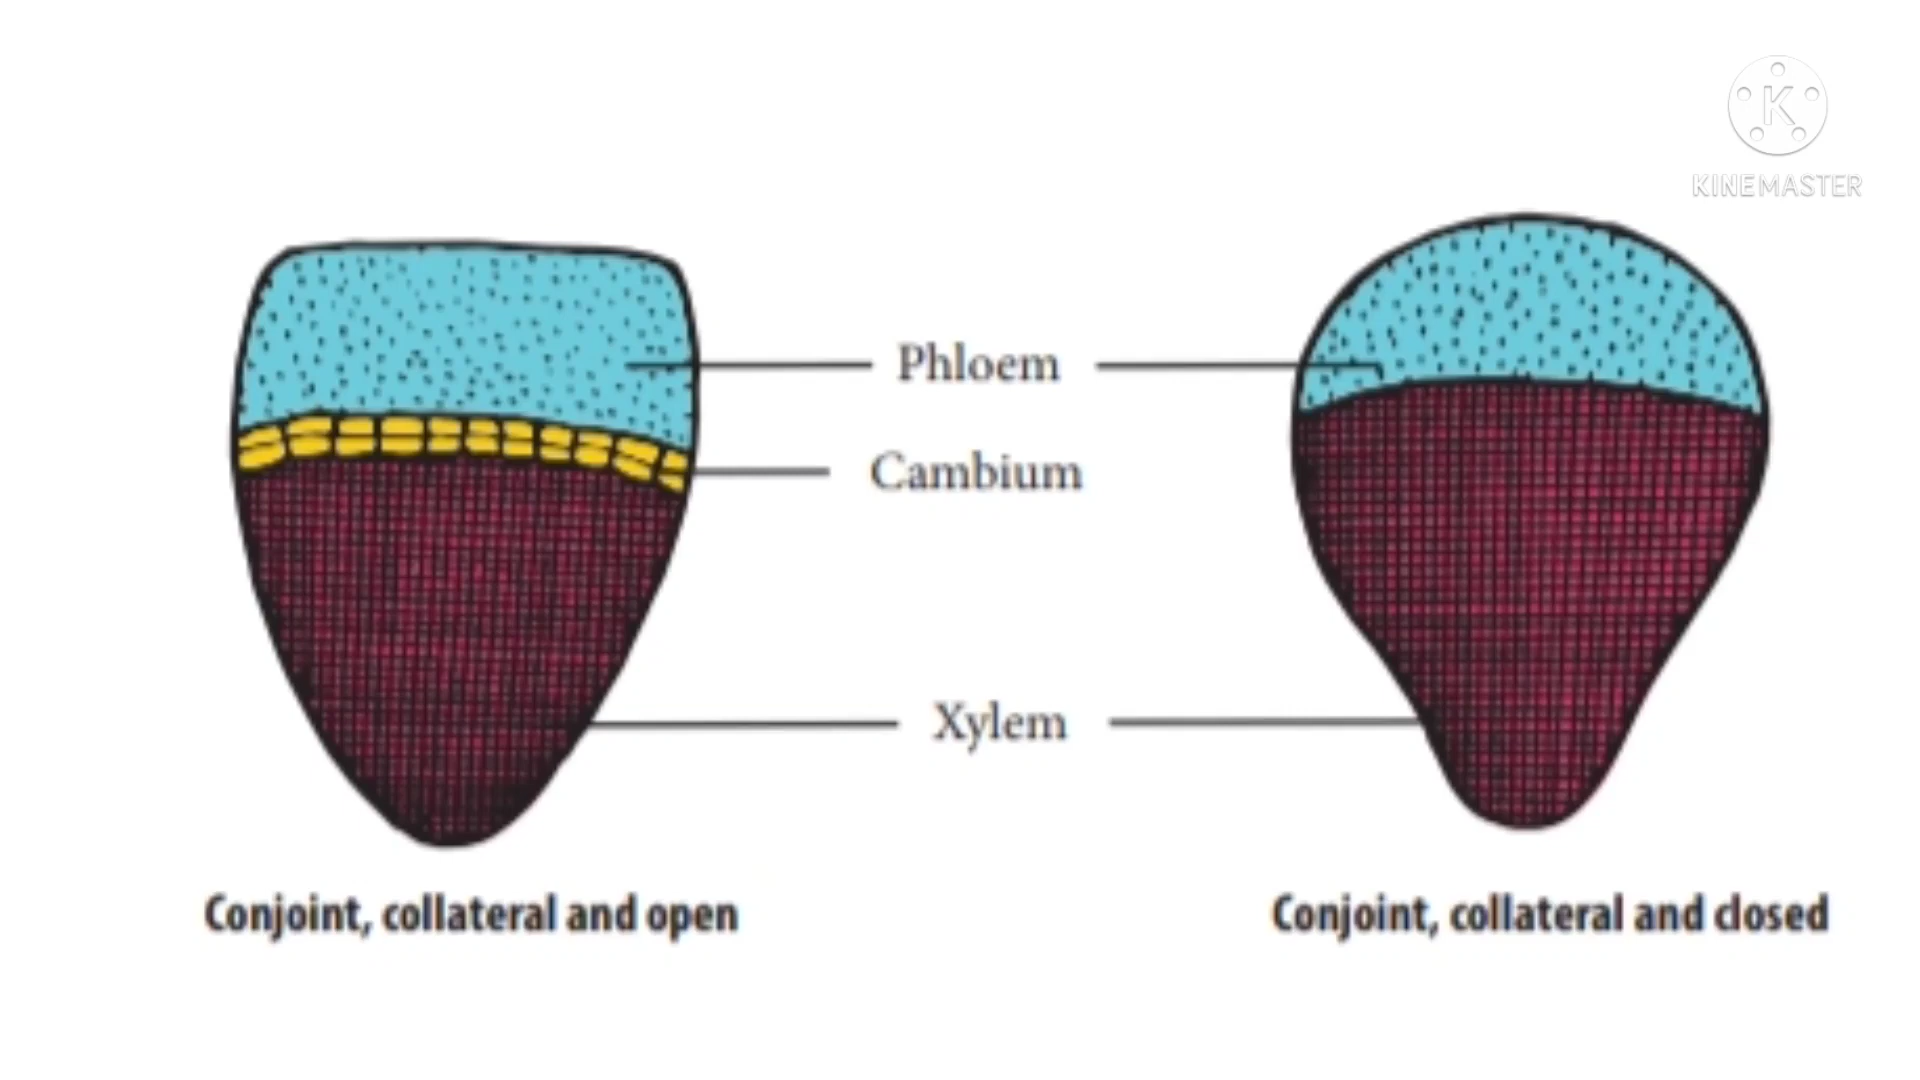 K
KINEMASTER
Phloem
Cambium
Xylem
Conjoint, collateral and open
Conjoint, collateral and closed